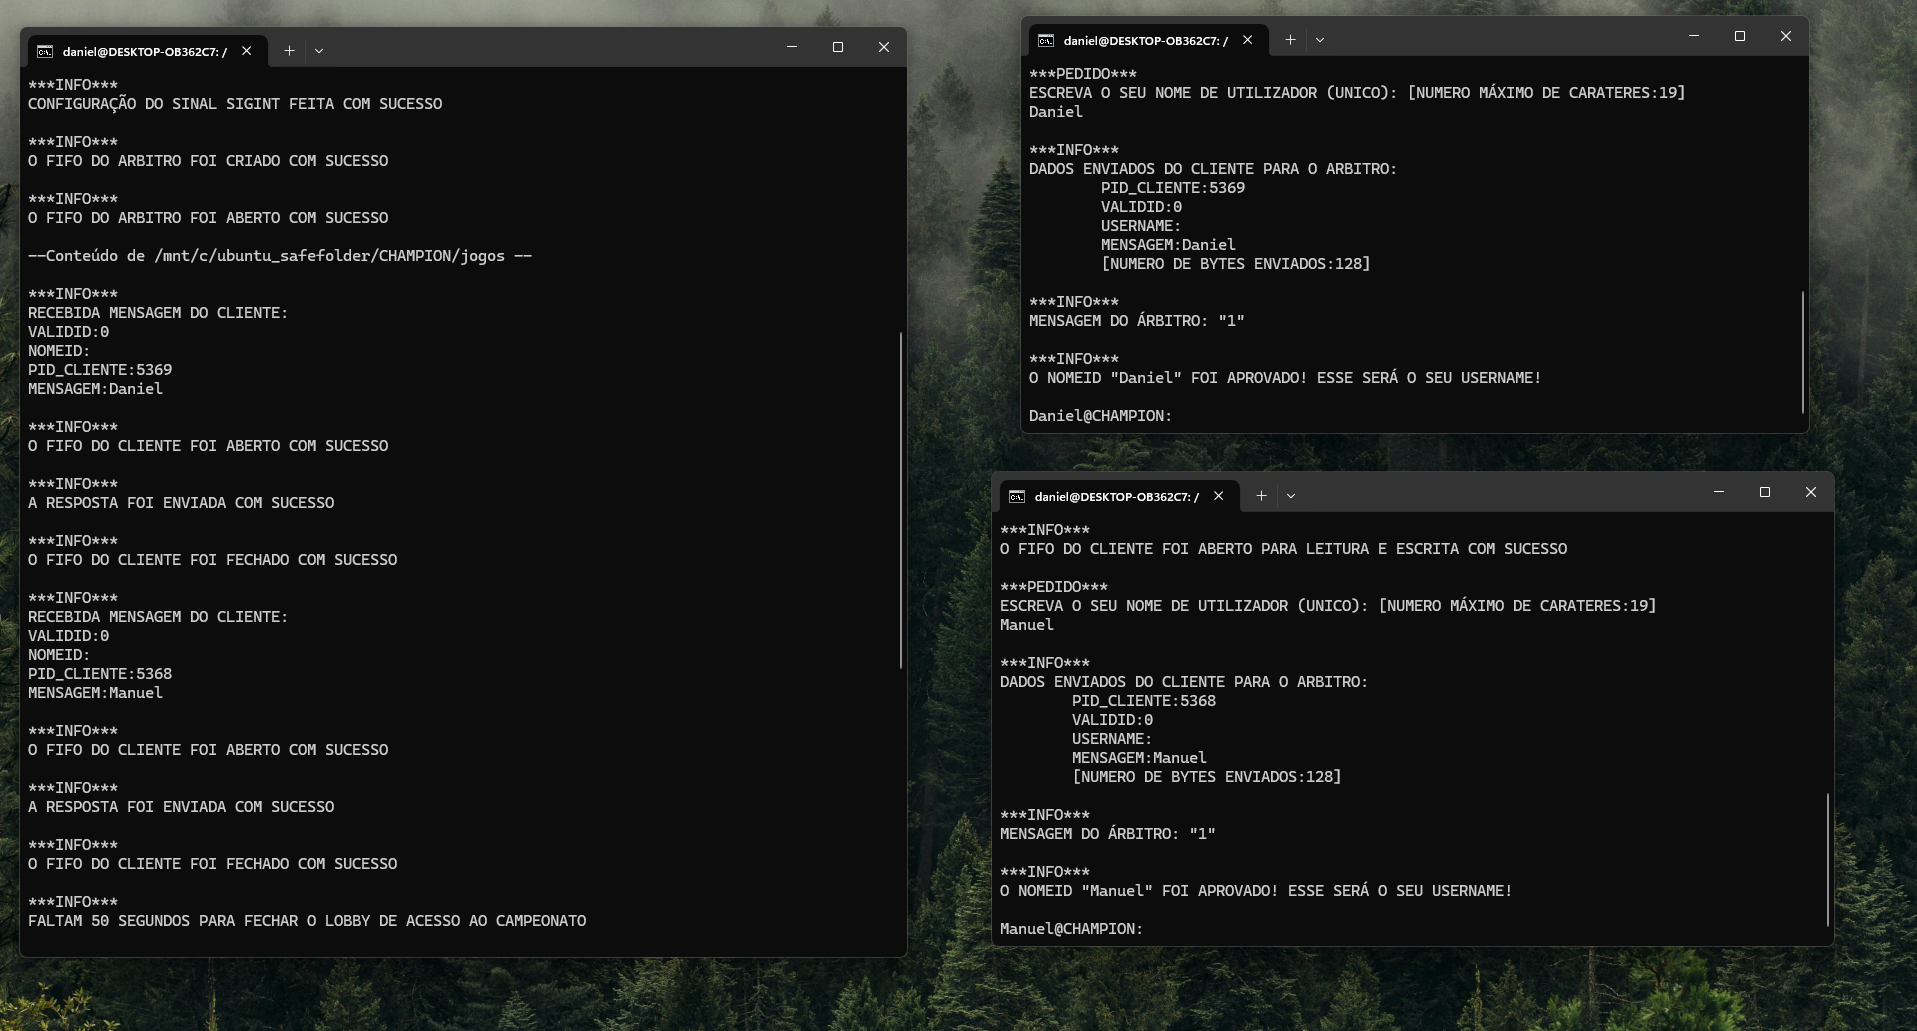 daniel@DESKTOP-OB362C7: /
***INFO***
CONFIGURAÇÃO DO SINAL SIGINT FEITA COM SUCESSO
***INFO***
O FIFO DO ARBITRO FOI CRIADO COM SUCESSO
***INFO***
O FIFO DO ARBITRO FOI ABERTO COM SUCESSO
--Conteúdo de /mnt/c/ubuntu_safefolder/CHAMPION/jogos --
***INFO***
RECEBIDA MENSAGEM DO CLIENTE:
VALIDID:0
NOMEID:
PID_CLIENTE:5369
MENSAGEM:Daniel
***INFO***
O FIFO DO CLIENTE FOI ABERTO COM SUCESSO
***INFO***
A RESPOSTA FOI ENVIADA COM SUCESSO
***INFO***
O FIFO DO CLIENTE FOI FECHADO COM SUCESSO
***INFO***
RECEBIDA MENSAGEM DO CLIENTE:
VALIDID:0
NOMEID:
PID_CLIENTE:5368
MENSAGEM:Manuel
***INFO***
O FIFO DO CLIENTE FOI ABERTO COM SUCESSO
***INFO***
A RESPOSTA FOI ENVIADA COM SUCESSO
***INFO***
O FIFO DO CLIENTE FOI FECHADO COM SUCESSO
***INFO***
FALTAM 50 SEGUNDOS PARA FECHAR O LOBBY DE ACESSO AO CAMPEONATO
daniel@DESKTOP-OB362C7: /
***PEDIDO***
ESCREVA O SEU NOME DE UTILIZADOR (UNICO): [NUMERO MÁXIMO DE CARATERES:19]
Daniel
***INFO***
DADOS ENVIADOS DO CLIENTE PARA O ARBITRO:
PID_CLIENTE:5369
VALIDID:0
USERNAME:
MENSAGEM:Daniel
[NUMERO DE BYTES ENVIADOS:128]
***INFO***
MENSAGEM DO ÁRBITRO: "1"
***INFO***
O NOMEID "Daniel" FOI APROVADO! ESSE SERÁ O SEU USERNAME!
Daniel@CHAMPION:
daniel@DESKTOP-OB362C7: /
***INFO***
O FIFO DO CLIENTE FOI ABERTO PARA LEITURA E ESCRITA COM SUCESSO
***PEDIDO***
ESCREVA O SEU NOME DE UTILIZADOR (UNICO): [NUMERO MÁXIMO DE CARATERES:19]
Manuel
***INFO***
DADOS ENVIADOS DO CLIENTE PARA O ARBITRO:
PID_CLIENTE:5368
VALIDID:0
USERNAME:
MENSAGEM:Manuel
[NUMERO DE BYTES ENVIADOS:128]
***INFO***
MENSAGEM DO ÁRBITRO: "1"
***INFO***
O NOMEID "Manuel" FOI APROVADO! ESSE SERÁ O SEU USERNAME!
Manuel@CHAMPION: